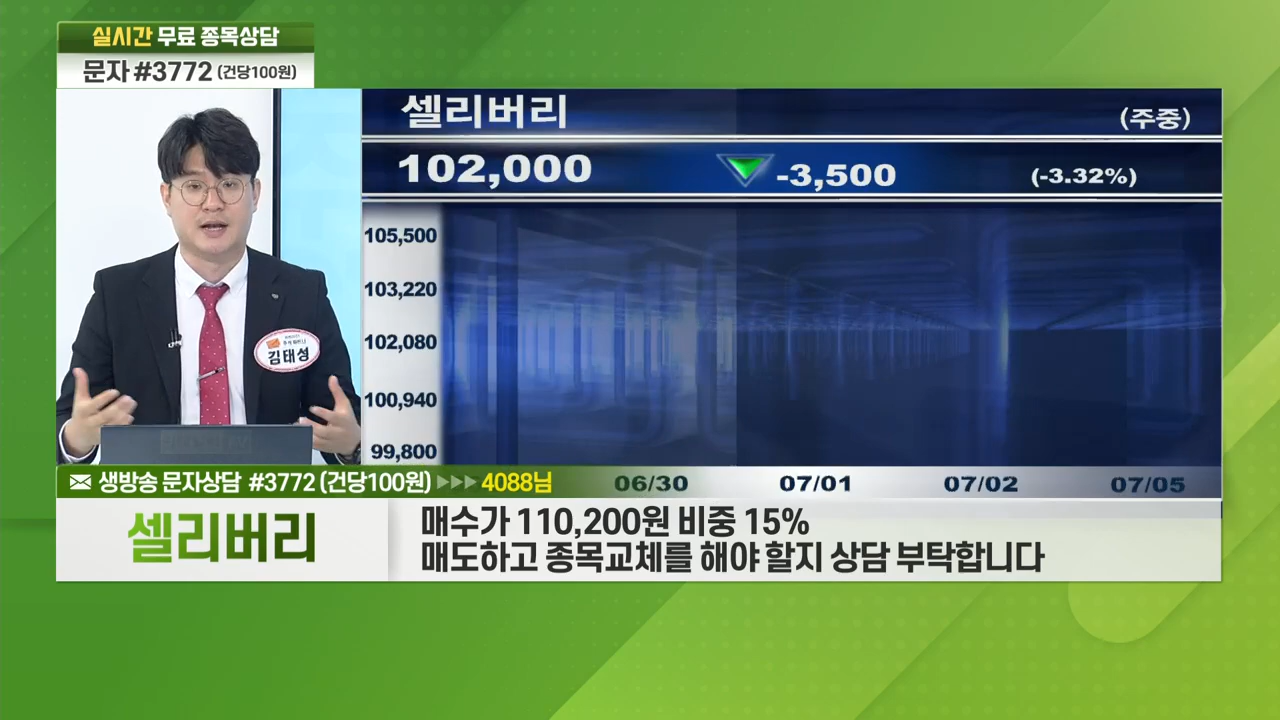 실시간 무료 종목상담
문자 #3772 (건당100원)
셀리버리
(주중)
102,000
-3,500
(-3.32%)
105,500
103,220
102,080
100,940
99,800
06/30
07/01
07/02
07/05
김태성
생방송 문자상담 #3772 (건당100원)
4088님
셀리버리
매수가 110,200원 비중 15%
매도하고 종목교체를 해야 할지 상담 부탁합니다